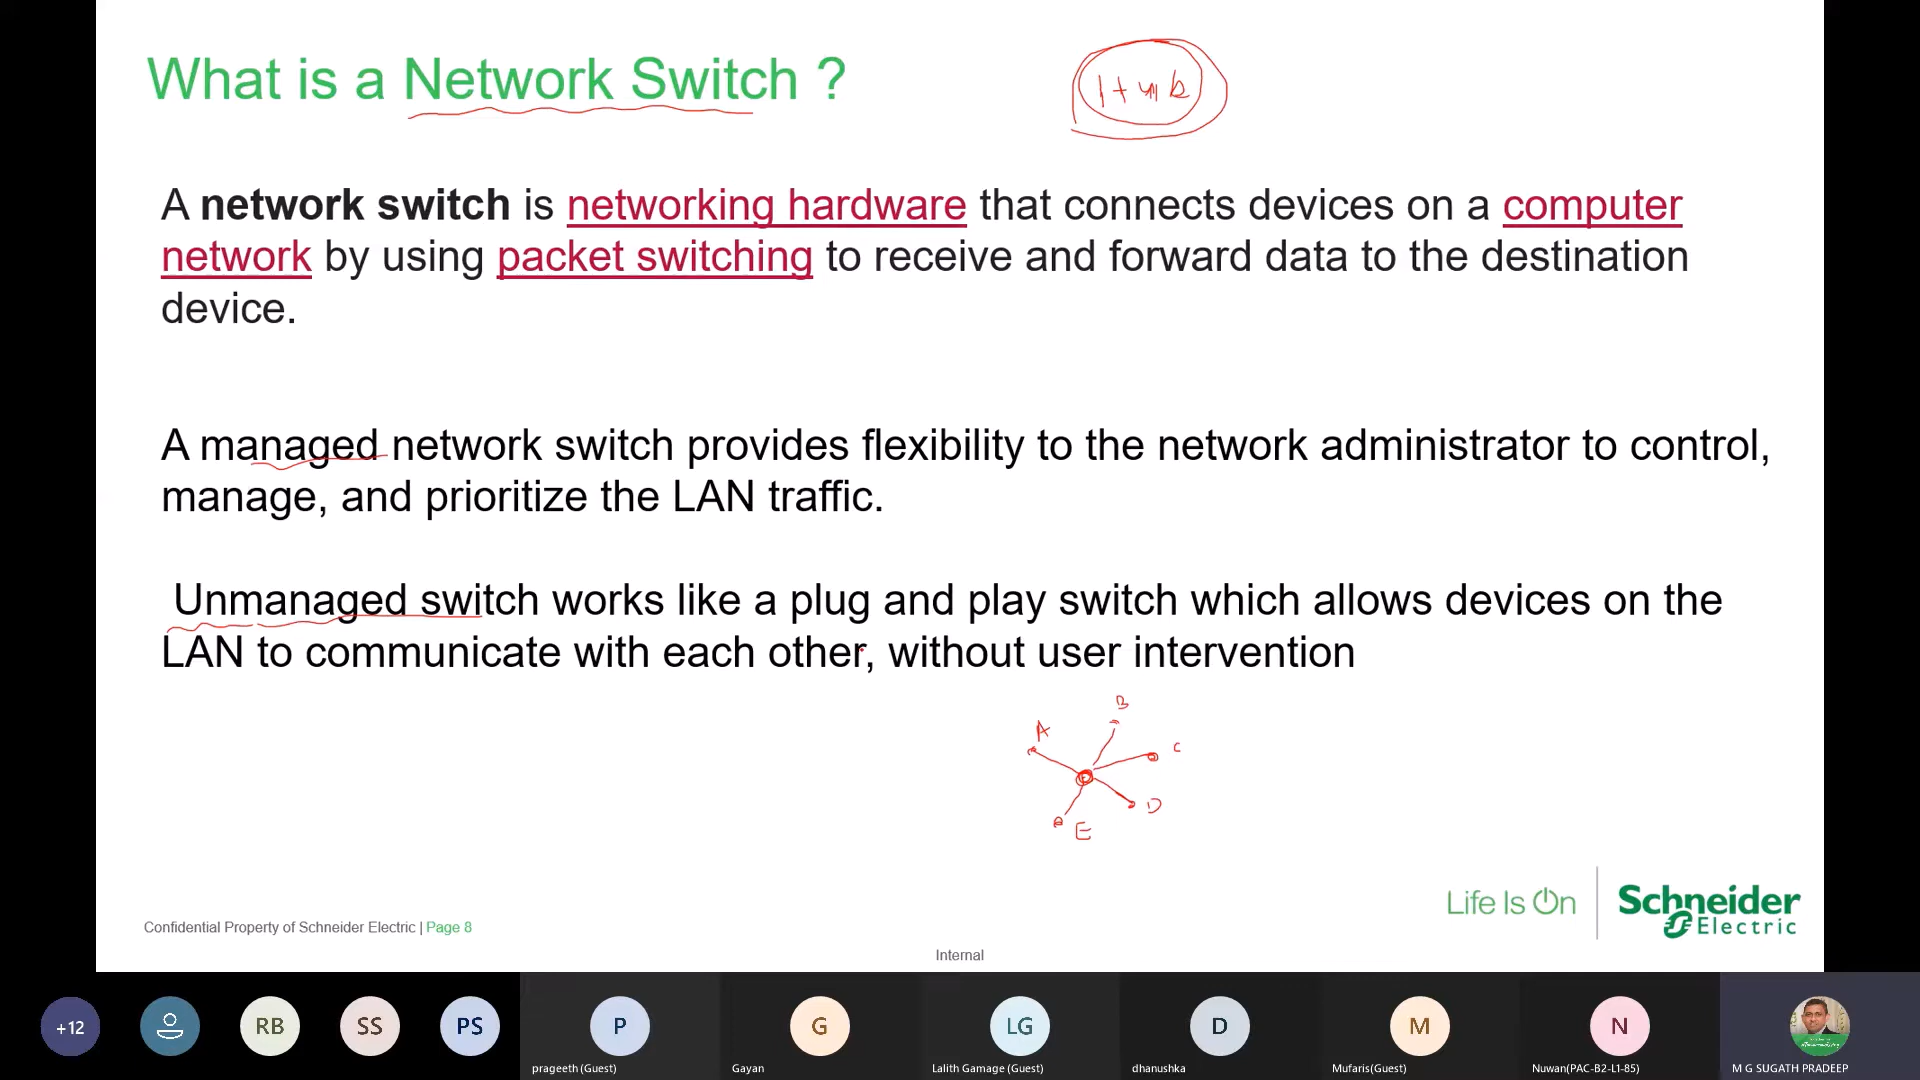 What is a Network Switch ?
Hub
A network switch is networking hardware that connects devices on a computer
network by using packet switching to receive and forward data to the destination
device.
A managed network switch provides flexibility to the network administrator to control,
manage, and prioritize the LAN traffic.
Unmanaged switch works like a plug and play switch which allows devices on the
LAN to communicate with each other, without user intervention
B
A
C
D
E
Life Is On
Schneider
Electric
Confidential Property of Schneider Electric | Page 8
Internal
+12
RB
SS
PS
P
G
LG
D
M
N
prageeth (Guest)
Gayan
Lalith Gamage (Guest)
dhanushka
Mufaris(Guest)
Nuwan(PAC-B2-L1-85)
M G SUGATH PRADEEP